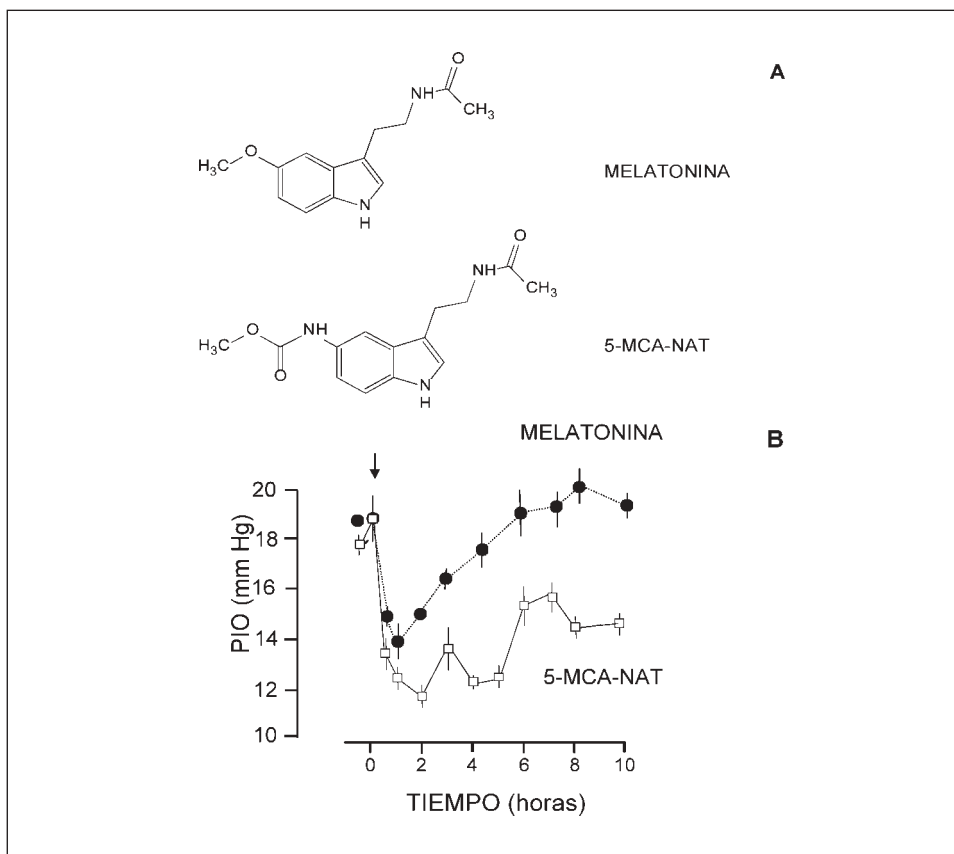 A
O
NH
CH3
O
H3C
N
H
MELATONINA
O
NH
CH3
O
NH
H3C
O
N
H
5-MCA-NAT
MELATONINA
B
20
18
16
14
12
10
PIO (mm Hg)
5-MCA-NAT
0 2 4 6 8 10
TIEMPO (horas)